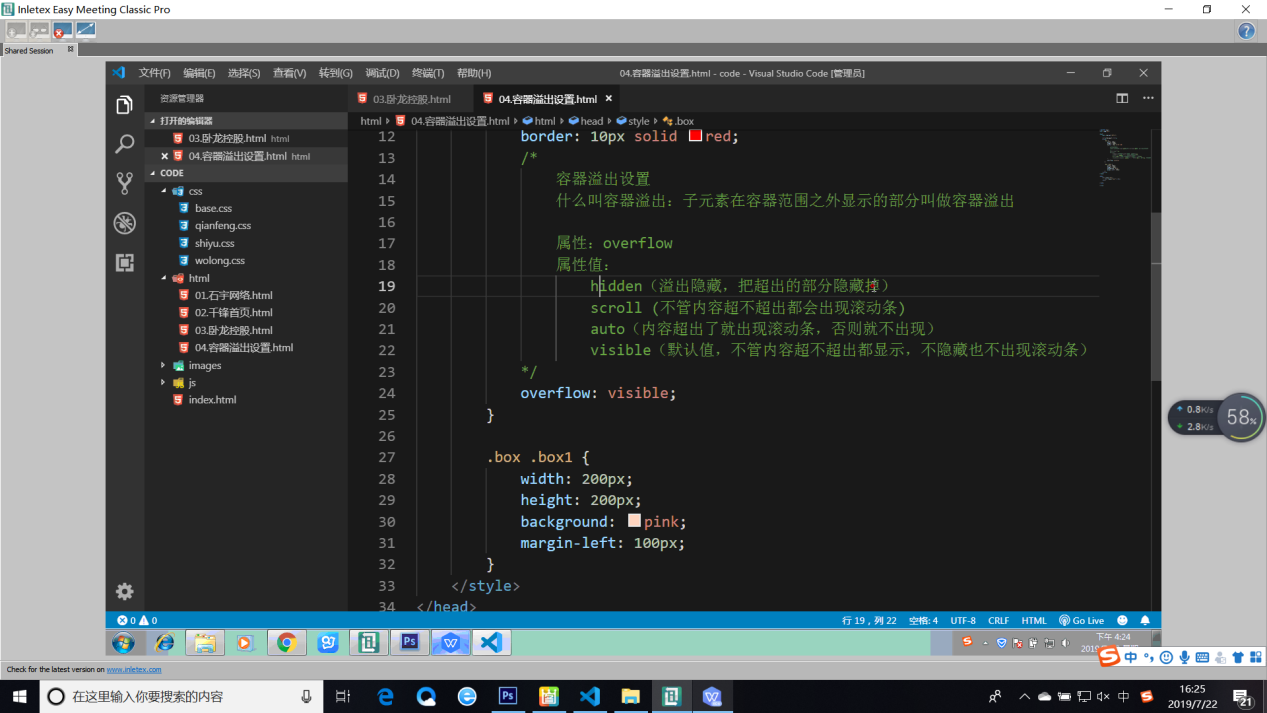 Inletex Easy Meeting Classic Pro
Shared Session
文件(F) 编辑(E) 选择(S) 查看(V) 转到(G) 调试(D) 终端(T) 帮助(H)
04.容器溢出设置.html - code - Visual Studio Code [管理员]
资源管理器
03.卧龙控股.html
04.容器溢出设置.html
打开的编辑器
03.卧龙控股.html html
04.容器溢出设置.html html
CODE
css
base.css
qianfeng.css
shiyu.css
wolong.css
html
01.石宇网络.html
02.千锋首页.html
03.卧龙控股.html
04.容器溢出设置.html
images
js
index.html
html › 04.容器溢出设置.html › html › head › style › .box
12 border: 10px solid red;
13 /*
14 容器溢出设置
15 什么叫容器溢出：子元素在容器范围之外显示的部分叫做容器溢出
16
17 属性：overflow
18 属性值：
19 hidden（溢出隐藏，把超出的部分隐藏掉）
20 scroll (不管内容超不超出都会出现滚动条)
21 auto（内容超出了就出现滚动条，否则就不出现）
22 visible（默认值，不管内容超不超出都显示，不隐藏也不出现滚动条）
23 */
24 overflow: visible;
25 }
26
27 .box .box1 {
28 width: 200px;
29 height: 200px;
30 background: pink;
31 margin-left: 100px;
32 }
33 </style>
34 </head>
0.8K/s
2.8K/s
58%
0 0
行 19，列 22 空格: 4 UTF-8 CRLF HTML Go Live
下午 4:24
中
Check for the latest version on www.inletex.com
在这里输入你要搜索的内容
中
16:25
2019/7/22
21